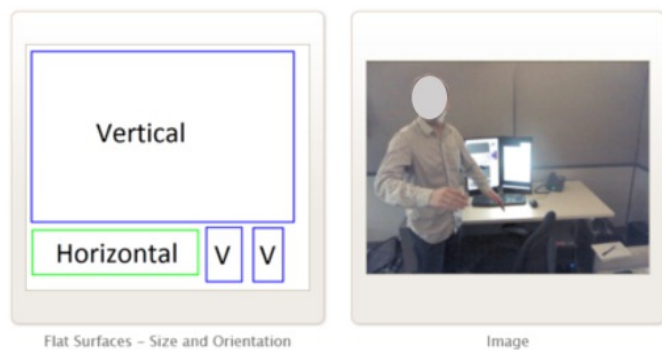 Vertical
Horizontal V V
Flat Surfaces - Size and Orientation
Image